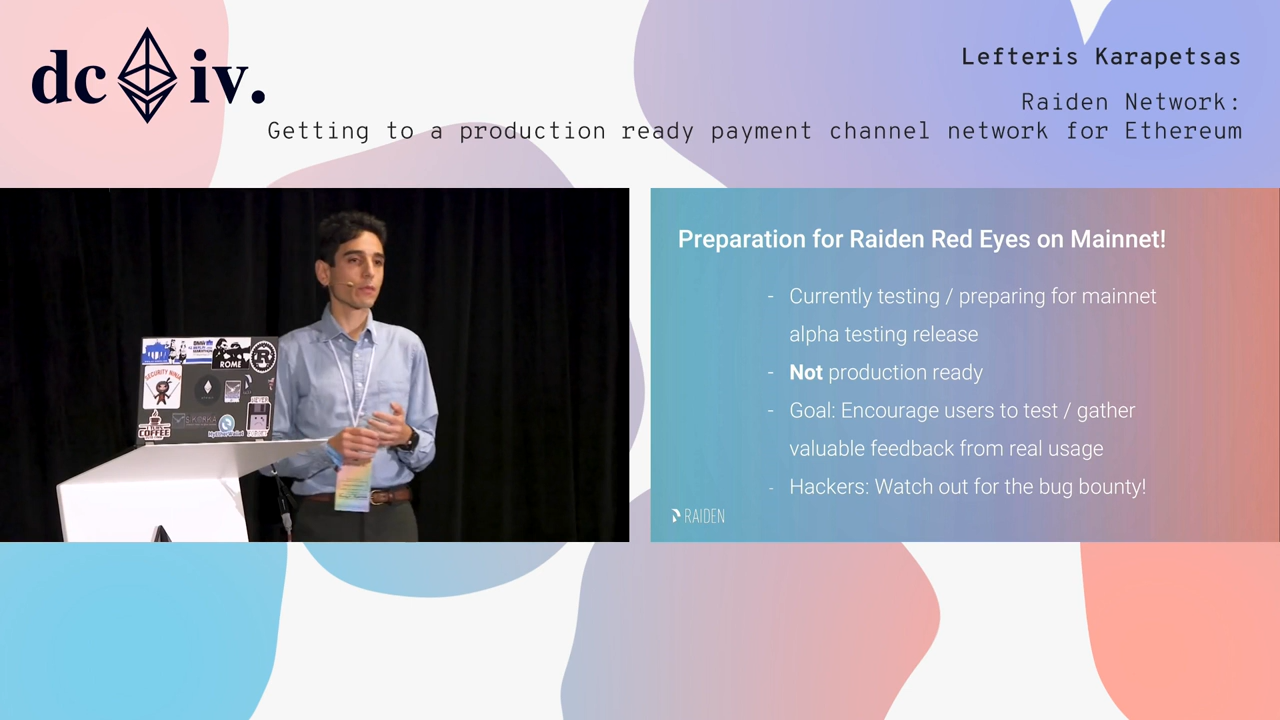 dc iv.
Lefteris Karapetsas
Raiden Network:
Getting to a production ready payment channel network for Ethereum
SECURITY NINJA
ROME
COFFEE
Preparation for Raiden Red Eyes on Mainnet!
- Currently testing / preparing for mainnet
alpha testing release
- Not production ready
- Goal: Encourage users to test / gather
valuable feedback from real usage
- Hackers: Watch out for the bug bounty!
RAIDEN